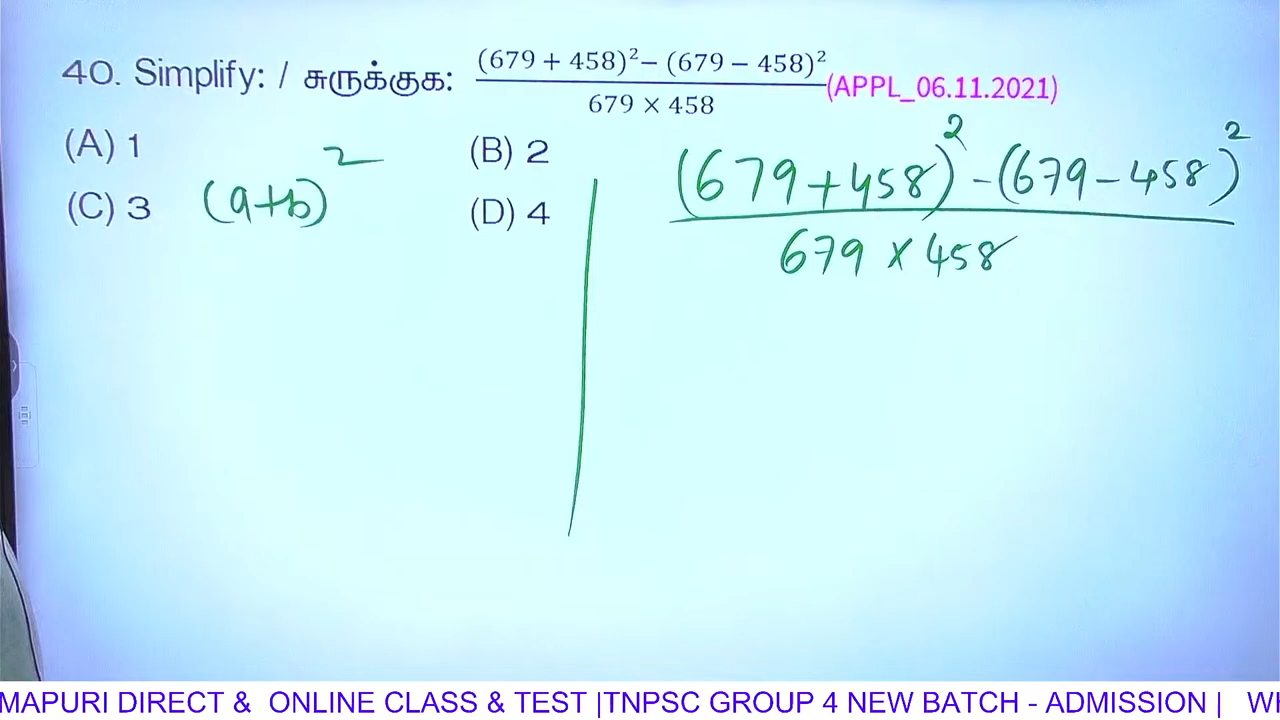 40. Simplify: / சுருக்குக: (679 + 458)² − (679 − 458)² / 679 × 458 (APPL_06.11.2021)
(A) 1 (B) 2
(C) 3 (D) 4
(a+b)²
(679+458)² - (679-458)²
679 × 458
MAPURI DIRECT & ONLINE CLASS & TEST |TNPSC GROUP 4 NEW BATCH - ADMISSION | WI